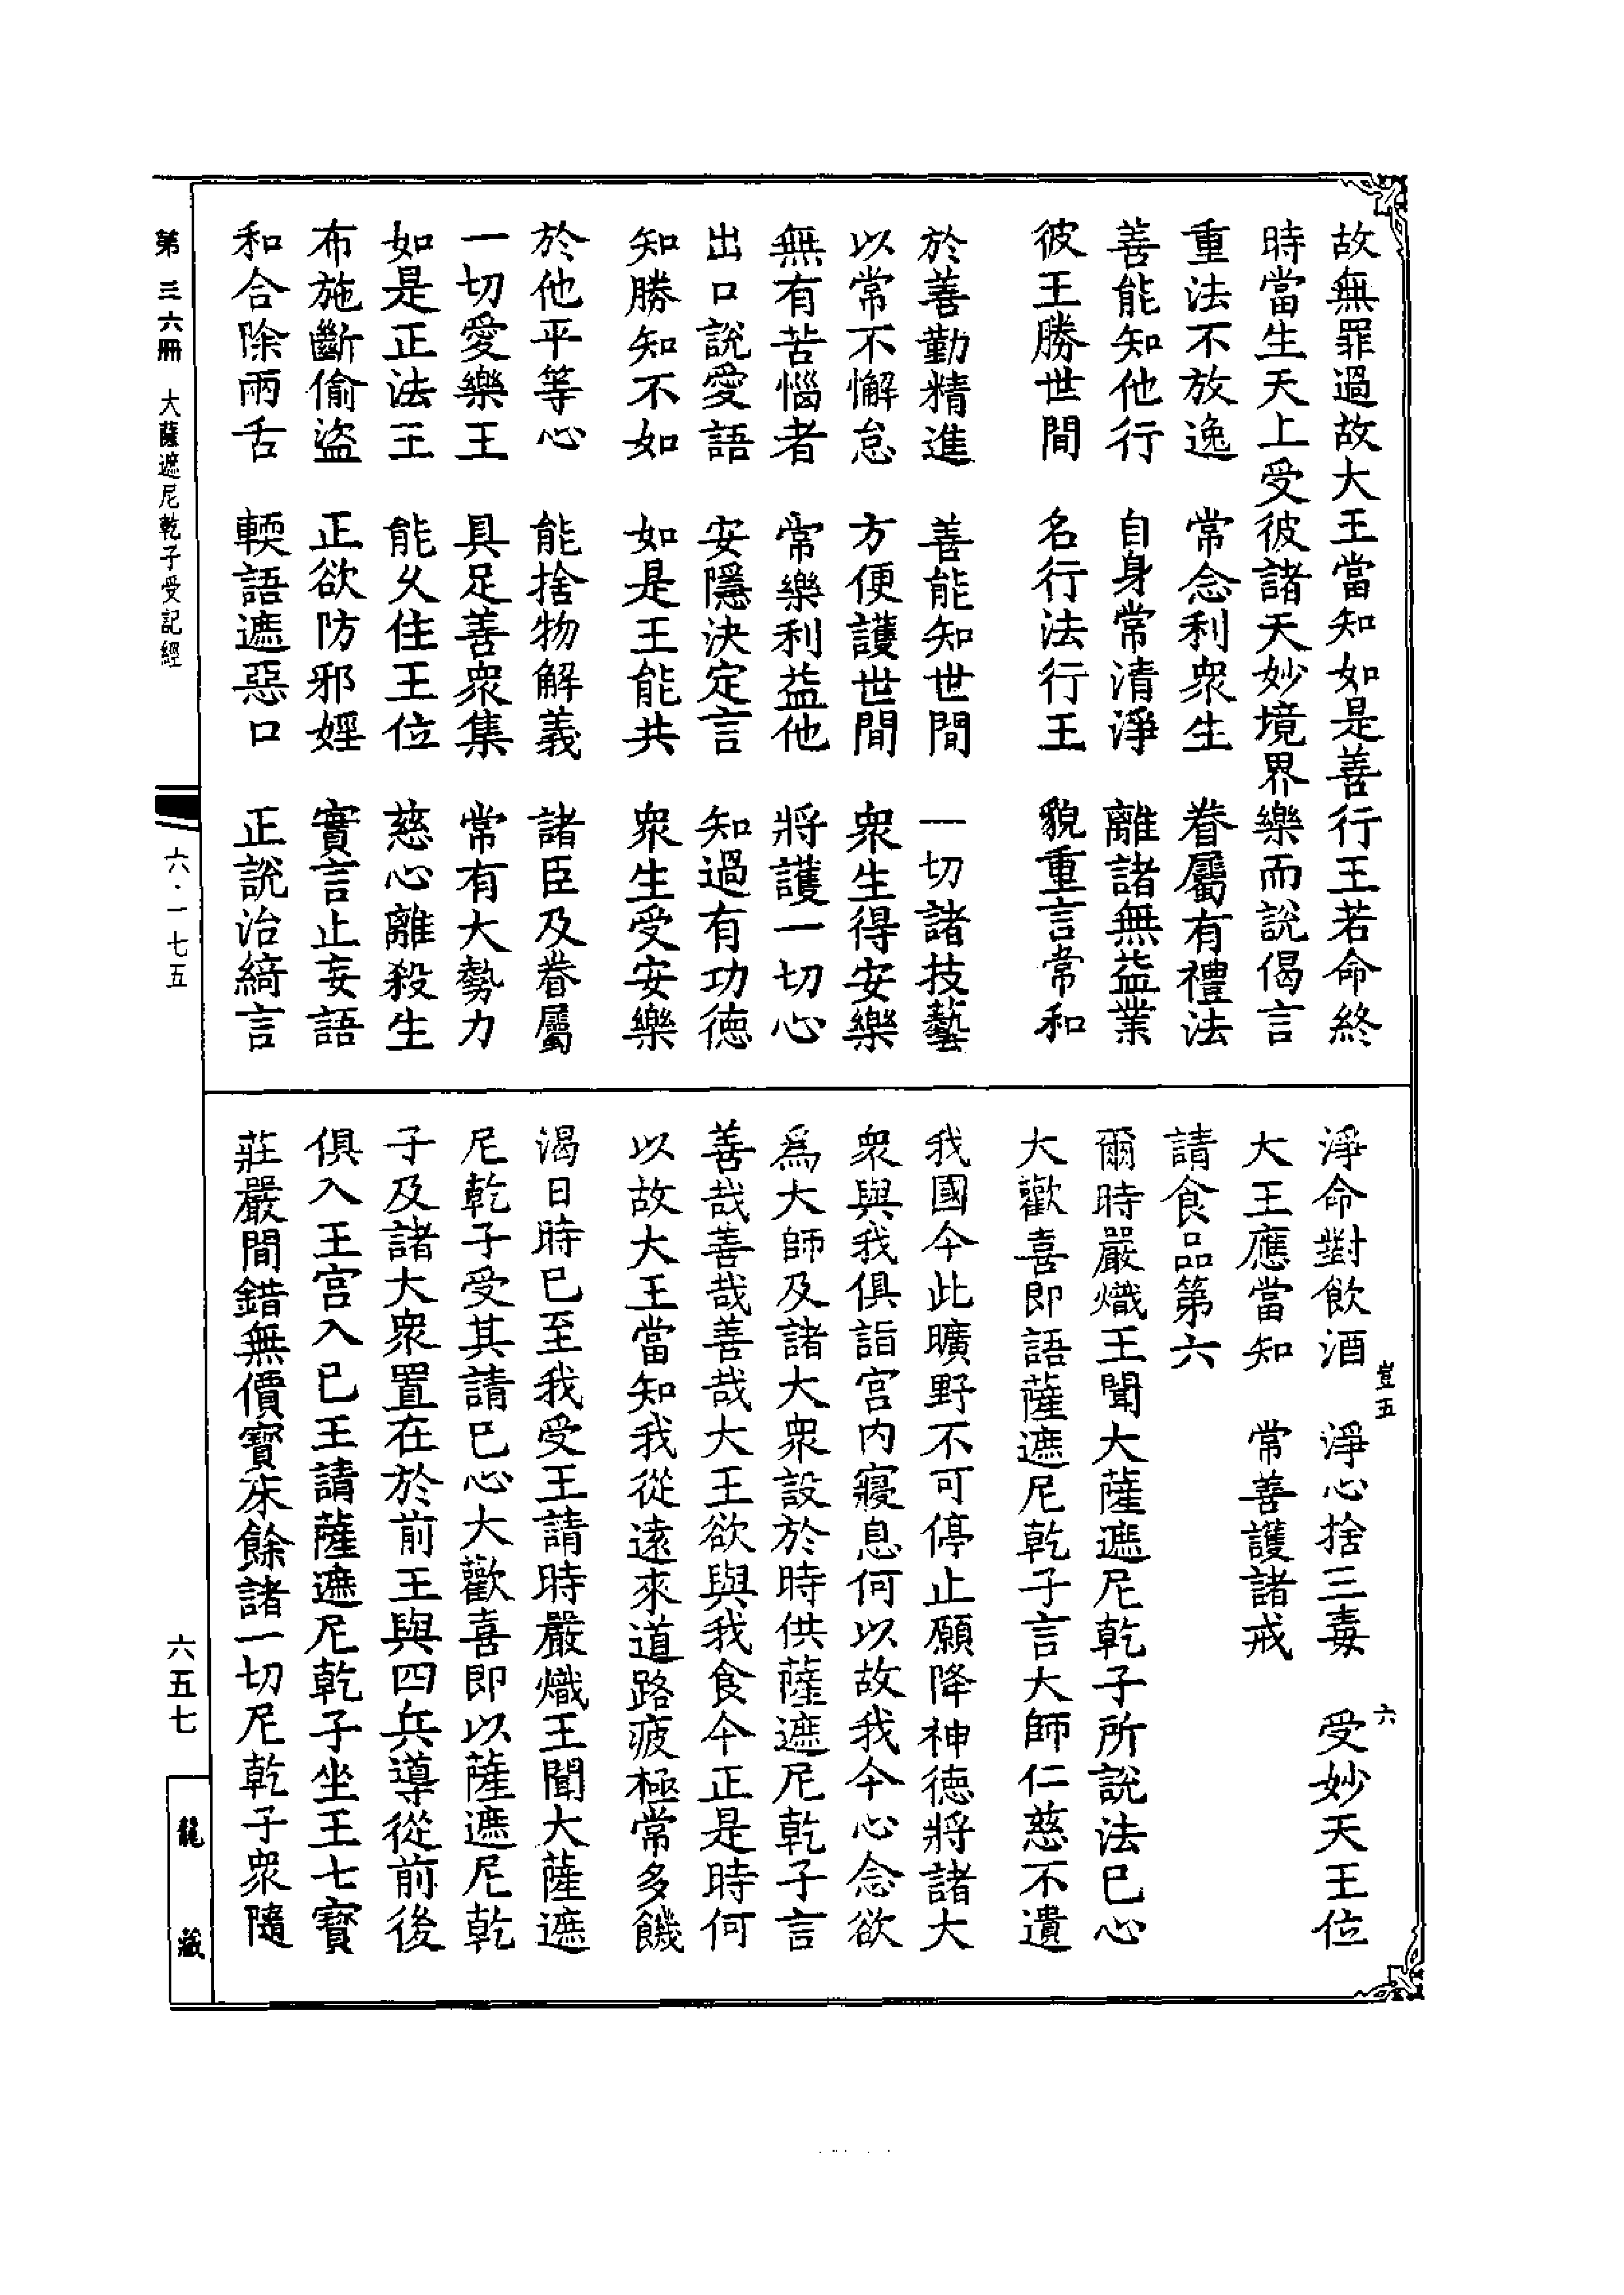 故無罪過故大王當知如是善行王若命終
時當生天上受彼諸天妙境界樂而說偈言
重法不放逸　常念利衆生　眷屬有禮法
善能知他行　自身常清淨　離諸無益業
彼王勝世間　名行法行王　貌重言常和
於善勤精進　善能知世間　一切諸技藝
以常不懈怠　方便護世間　衆生得安樂
無有苦惱者　常樂利益他　將護一切心
出口說愛語　安隱決定言　知過有功德
知勝知不如　如是王能共　衆生受安樂
於他平等心　能捨物解義　諸臣及眷屬
一切愛樂王　具足善衆集　常有大勢力
如是正法王　能久住王位　慈心離殺生
布施斷偷盜　正欲防邪婬　實言止妄語
和合除兩舌　輭語遮惡口　正說治綺言
淨命對飲酒　淨心捨三毒　受妙天王位
大王應當知　常善護諸戒
請食品第六
爾時嚴熾王聞大薩遮尼乾子所說法已心
大歡喜即語薩遮尼乾子言大師仁慈不遺
我國今此曠野不可停止願降神德將諸大
衆與我俱詣宮內寢息何以故我今心念欲
爲大師及諸大衆設於時供薩遮尼乾子言
善哉善哉善哉大王欲與我食今正是時何
以故大王當知我從遠來道路疲極常多饑
渴日時已至我受王請時嚴熾王聞大薩遮
尼乾子受其請已心大歡喜即以薩遮尼乾
子及諸大衆置在於前王與四兵導從前後
俱入王宮入已王請薩遮尼乾子坐王七寶
莊嚴間錯無價寶牀餘諸一切尼乾子衆隨
豈五
六
第三六冊　大薩遮尼乾子受記經
六·一七五
六五七
龍藏